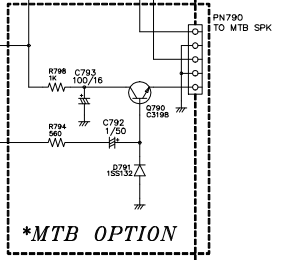 PN790
TO MTB SPK
R798
1K
C793
100/16
Q790
C3198
R794
560
C792
1/50
D791
1SS132
*MTB OPTION